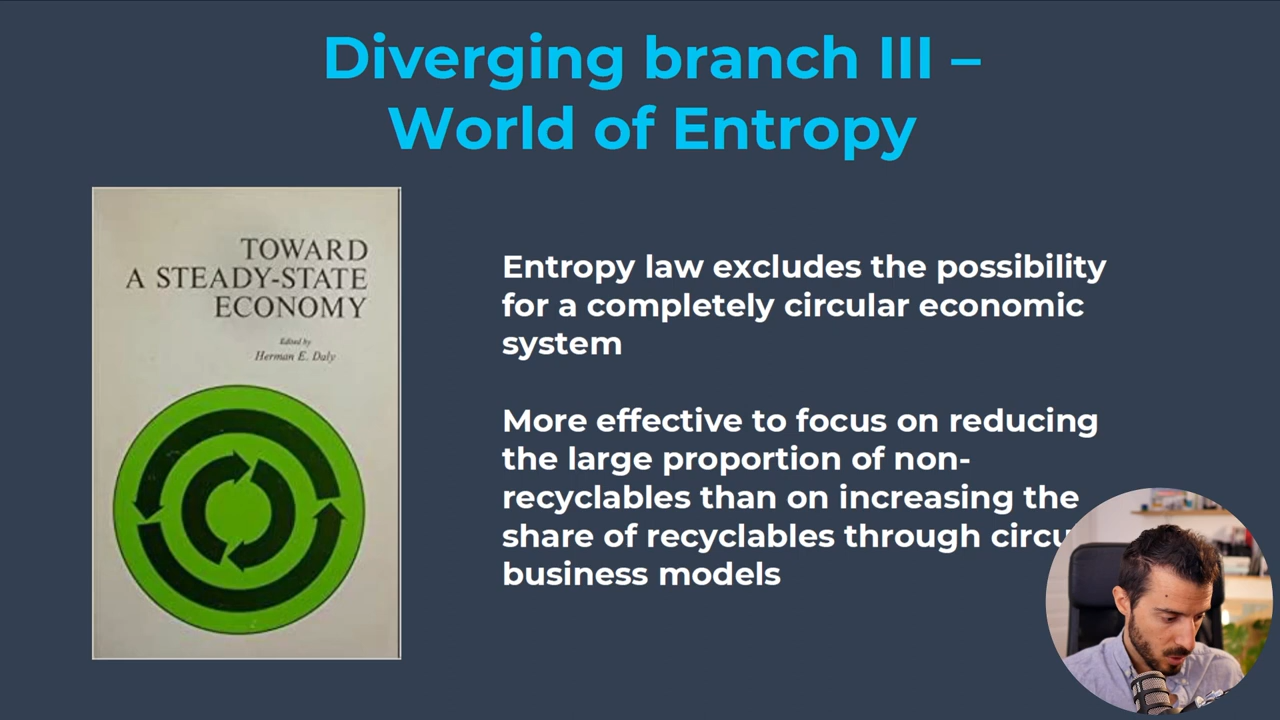 Diverging branch III –
World of Entropy
TOWARD
A STEADY-STATE
ECONOMY
Edited by
Herman E. Daly
Entropy law excludes the possibility
for a completely circular economic
system
More effective to focus on reducing
the large proportion of non-
recyclables than on increasing the
share of recyclables through circu
business models